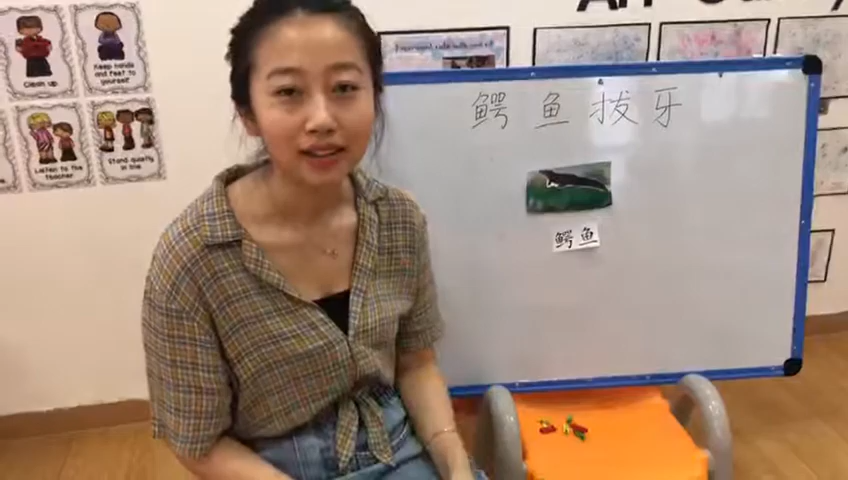 Clean up
Keep hands
and feet to
yourself
Listen to the
teacher
Stand quietly
in line
鳄鱼拔牙
鳄鱼